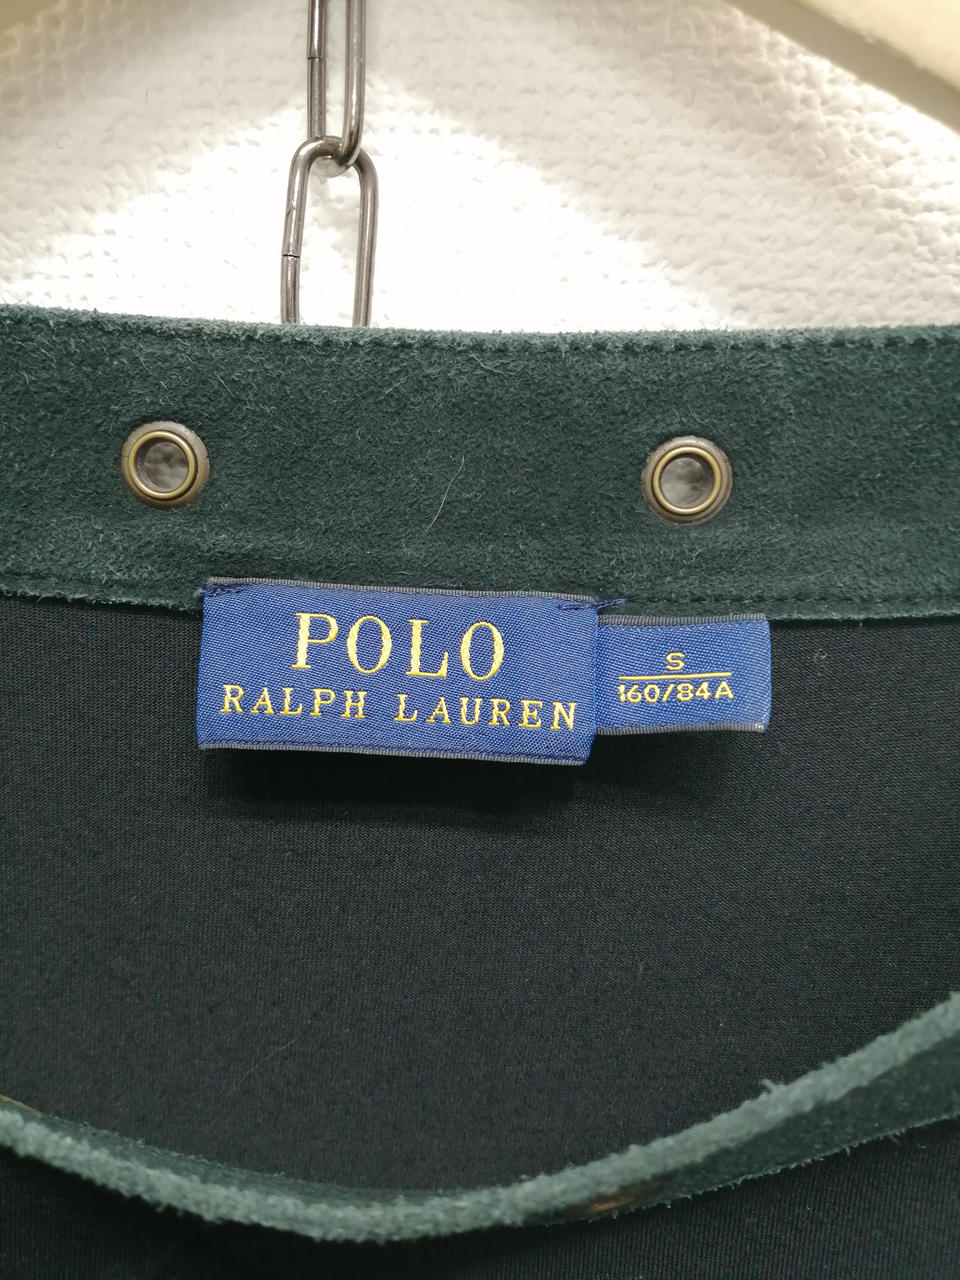 POLO
RALPH LAUREN
S
160/84A